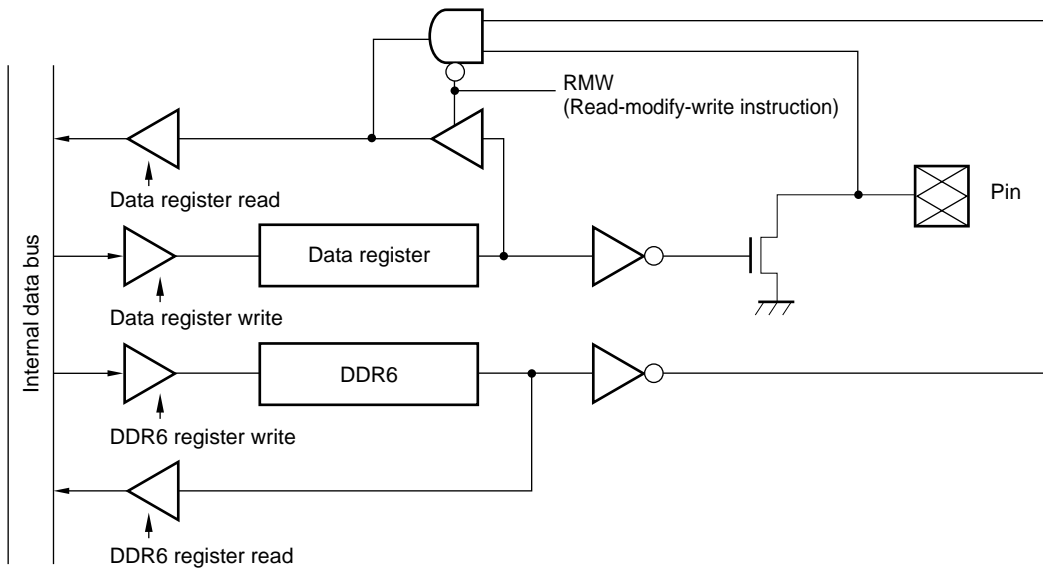 RMW
(Read-modify-write instruction)
Data register read
Pin
Data register
Data register write
Internal data bus
DDR6
DDR6 register write
DDR6 register read